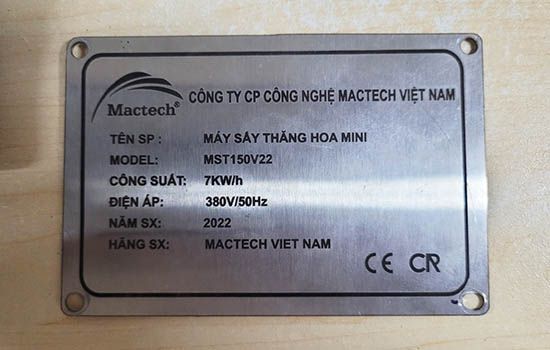 Mactech®
CÔNG TY CP CÔNG NGHỆ MACTECH VIỆT NAM
TÊN SP : MÁY SẤY THĂNG HOA MINI
MODEL: MST150V22
CÔNG SUẤT: 7KW/h
ĐIỆN ÁP: 380V/50Hz
NĂM SX: 2022
HÃNG SX: MACTECH VIET NAM
CE CR